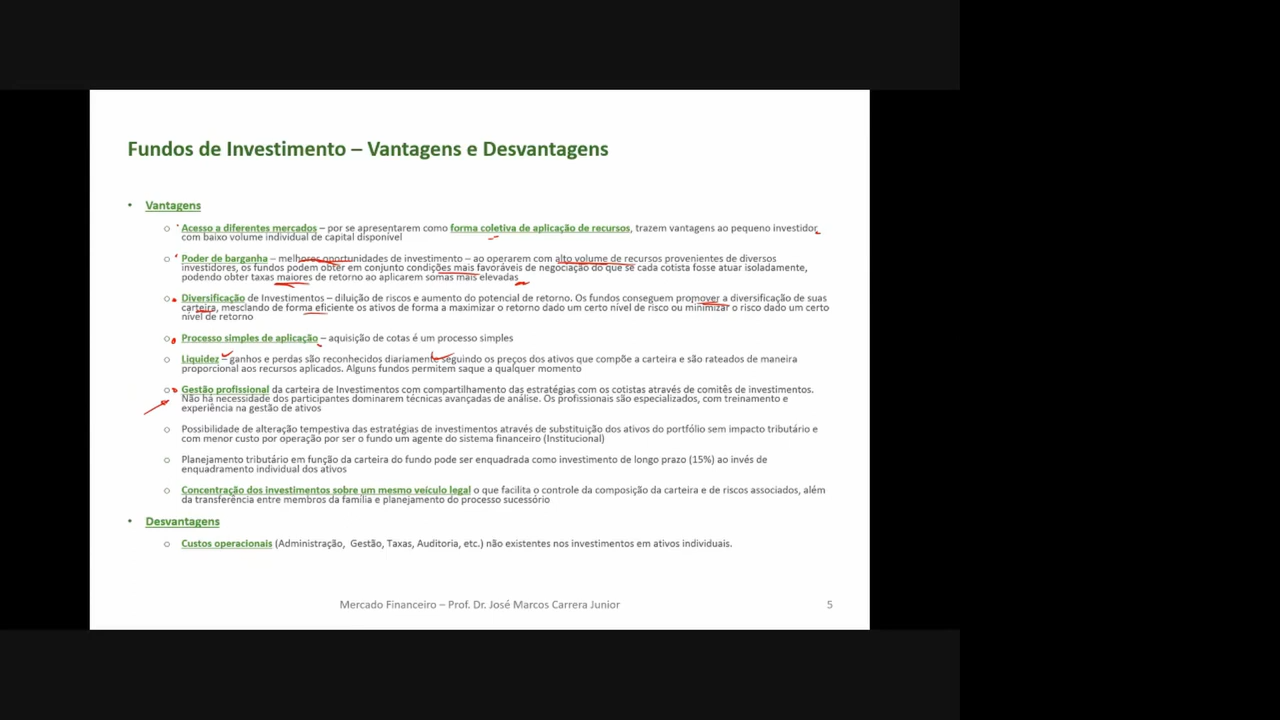 Fundos de Investimento – Vantagens e Desvantagens
• Vantagens
○ Acesso a diferentes mercados – por se apresentarem como forma coletiva de aplicação de recursos, trazem vantagens ao pequeno investidor
com baixo volume individual de capital disponível
○ Poder de barganha – melhores oportunidades de investimento – ao operarem com alto volume de recursos provenientes de diversos
investidores, os fundos podem obter em conjunto condições mais favoráveis de negociação do que se cada cotista fosse atuar isoladamente,
podendo obter taxas maiores de retorno ao aplicarem somas mais elevadas
○ Diversificação de Investimentos – diluição de riscos e aumento do potencial de retorno. Os fundos conseguem promover a diversificação de suas
carteira, mesclando de forma eficiente os ativos de forma a maximizar o retorno dado um certo nível de risco ou minimizar o risco dado um certo
nível de retorno
○ Processo simples de aplicação – aquisição de cotas é um processo simples
○ Liquidez – ganhos e perdas são reconhecidos diariamente seguindo os preços dos ativos que compõe a carteira e são rateados de maneira
proporcional aos recursos aplicados. Alguns fundos permitem saque a qualquer momento
○ Gestão profissional da carteira de Investimentos com compartilhamento das estratégias com os cotistas através de comitês de investimentos.
Não há necessidade dos participantes dominarem técnicas avançadas de análise. Os profissionais são especializados, com treinamento e
experiência na gestão de ativos
○ Possibilidade de alteração tempestiva das estratégias de investimentos através de substituição dos ativos do portfólio sem impacto tributário e
com menor custo por operação por ser o fundo um agente do sistema financeiro (Institucional)
○ Planejamento tributário em função da carteira do fundo pode ser enquadrada como investimento de longo prazo (15%) ao invés de
enquadramento individual dos ativos
○ Concentração dos investimentos sobre um mesmo veículo legal o que facilita o controle da composição da carteira e de riscos associados, além
da transferência entre membros da família e planejamento do processo sucessório
• Desvantagens
○ Custos operacionais (Administração, Gestão, Taxas, Auditoria, etc.) não existentes nos investimentos em ativos individuais.
Mercado Financeiro – Prof. Dr. José Marcos Carrera Junior
5